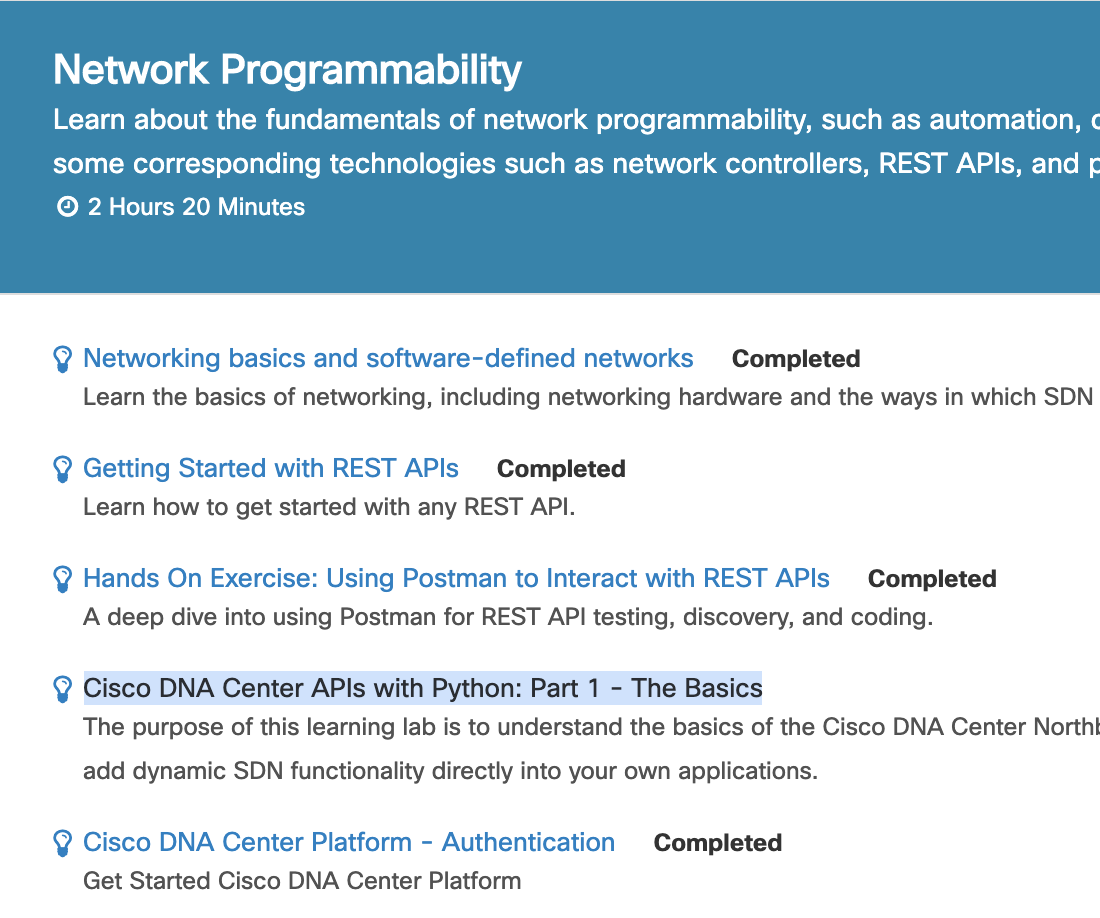 Network Programmability
Learn about the fundamentals of network programmability, such as automation,
some corresponding technologies such as network controllers, REST APIs, and
2 Hours 20 Minutes
Networking basics and software-defined networks Completed
Learn the basics of networking, including networking hardware and the ways in which SDN
Getting Started with REST APIs Completed
Learn how to get started with any REST API.
Hands On Exercise: Using Postman to Interact with REST APIs Completed
A deep dive into using Postman for REST API testing, discovery, and coding.
Cisco DNA Center APIs with Python: Part 1 - The Basics
The purpose of this learning lab is to understand the basics of the Cisco DNA Center
add dynamic SDN functionality directly into your own applications.
Cisco DNA Center Platform - Authentication Completed
Get Started Cisco DNA Center Platform